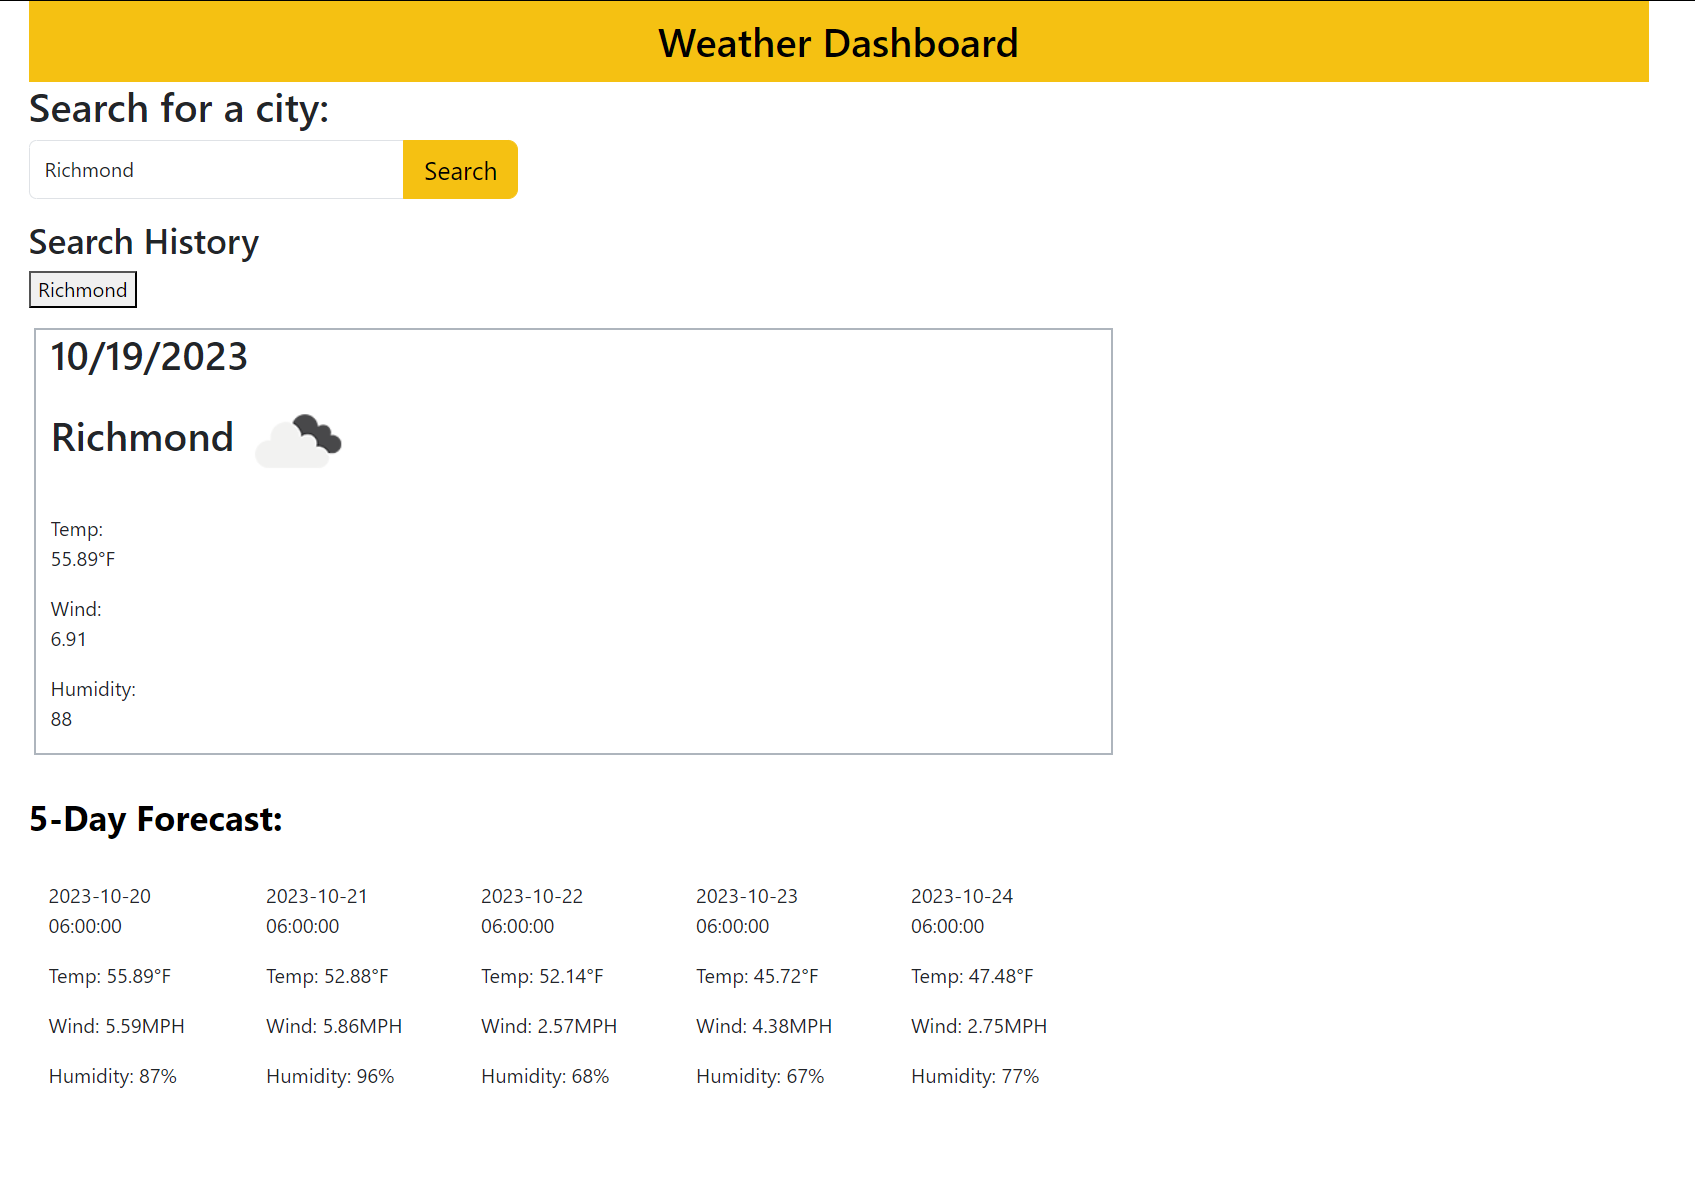 Weather Dashboard
Search for a city:
Richmond
Search
Search History
Richmond
10/19/2023
Richmond
Temp:
55.89°F
Wind:
6.91
Humidity:
88
5-Day Forecast:
2023-10-20
06:00:00
Temp: 55.89°F
Wind: 5.59MPH
Humidity: 87%
2023-10-21
06:00:00
Temp: 52.88°F
Wind: 5.86MPH
Humidity: 96%
2023-10-22
06:00:00
Temp: 52.14°F
Wind: 2.57MPH
Humidity: 68%
2023-10-23
06:00:00
Temp: 45.72°F
Wind: 4.38MPH
Humidity: 67%
2023-10-24
06:00:00
Temp: 47.48°F
Wind: 2.75MPH
Humidity: 77%